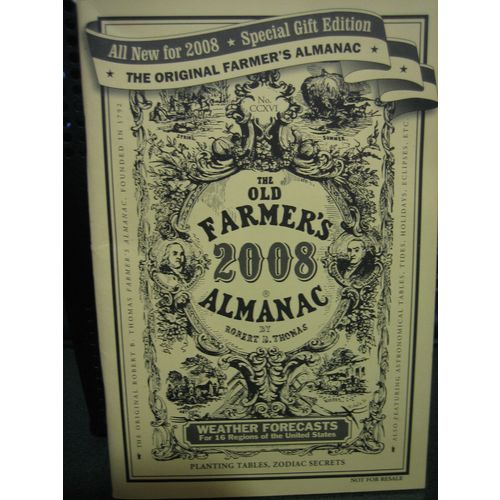 All New for 2008 ★ Special Gift Edition
THE ORIGINAL FARMER'S ALMANAC
No.
CCXVI
SPRING.
SUMMER.
THE
OLD
FARMER'S
2008
®
ALMANAC
BY
ROBERT B. THOMAS
WEATHER FORECASTS
For 16 Regions of the United States
PLANTING TABLES, ZODIAC SECRETS
NOT FOR RESALE
THE ORIGINAL ROBERT B. THOMAS FARMER'S ALMANAC, FOUNDED IN 1792
ALSO FEATURING ASTRONOMICAL TABLES, TIDES, HOLIDAYS, ECLIPSES, ETC.